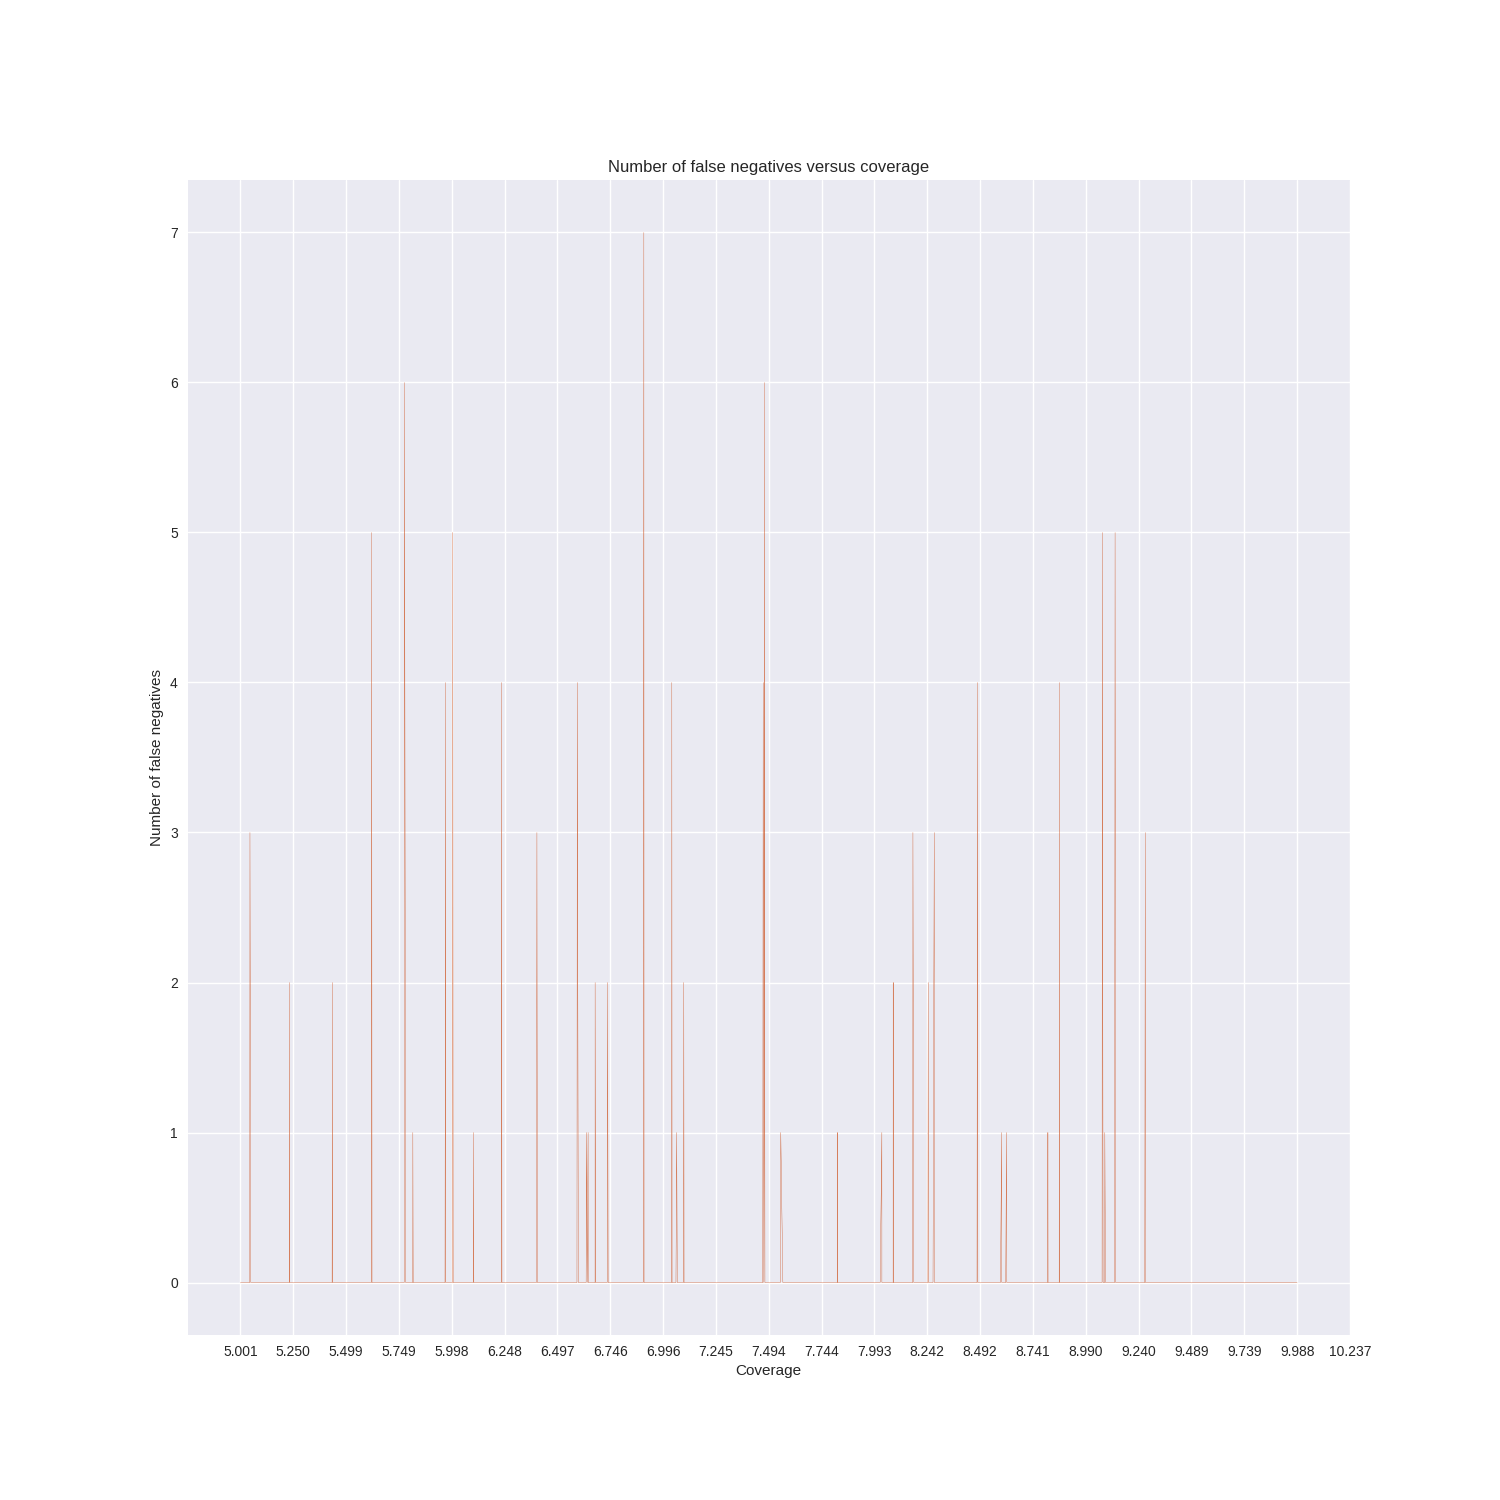 Number of false negatives versus coverage
7
6
5
4
3
2
1
0
Number of false negatives
5.001 5.250 5.499 5.749 5.998 6.248 6.497 6.746 6.996 7.245 7.494 7.744 7.993 8.242 8.492 8.741 8.990 9.240 9.489 9.739 9.988 10.237
Coverage